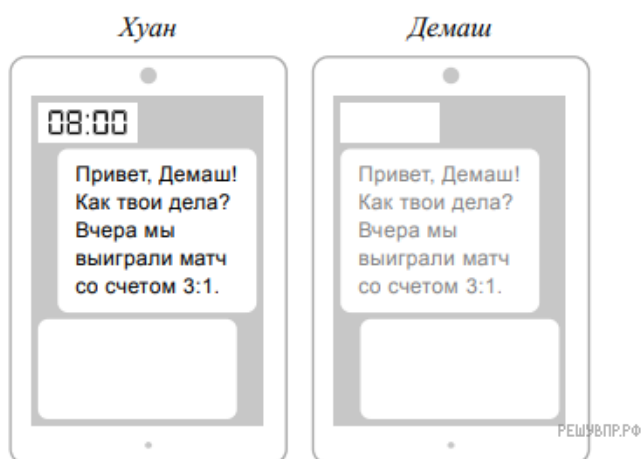 Хуан
Демаш
08:00
Привет, Демаш!
Как твои дела?
Вчера мы
выиграли матч
со счетом 3:1.
Привет, Демаш!
Как твои дела?
Вчера мы
выиграли матч
со счетом 3:1.
РЕШУВПР.РФ